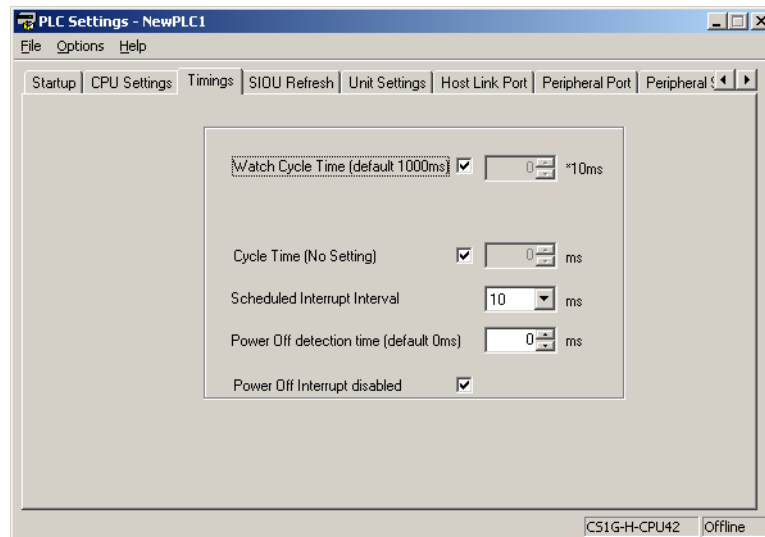 PLC Settings - NewPLC1
File Options Help
Startup CPU Settings Timings SIOU Refresh Unit Settings Host Link Port Peripheral Port Peripheral
Watch Cycle Time (default 1000ms) 0 *10ms
Cycle Time (No Setting) 0 ms
Scheduled Interrupt Interval 10 ms
Power Off detection time (default 0ms) 0 ms
Power Off Interrupt disabled
CS1G-H-CPU42 Offline